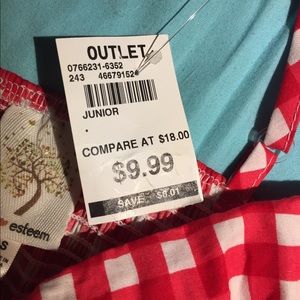 OUTLET
0766231-6352
243 46679152
JUNIOR
COMPARE AT $18.00
$9.99
SAVE $8.01
esteem
S